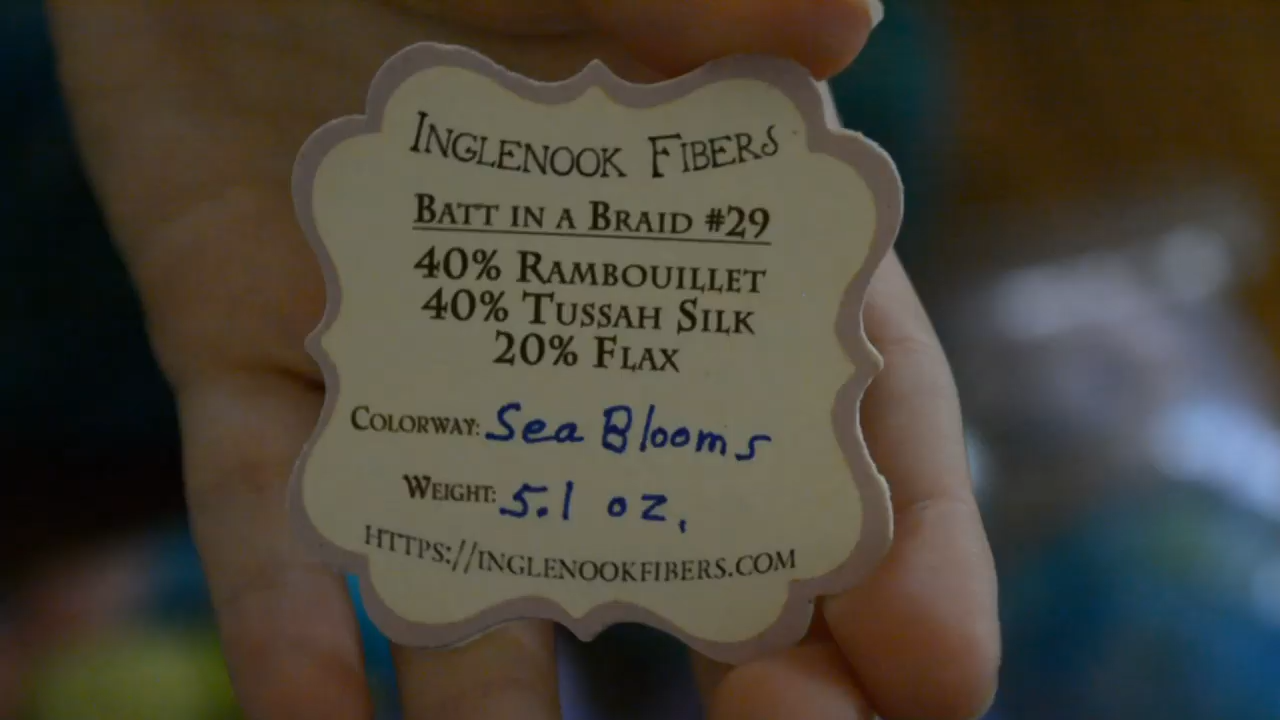 INGLENOOK FIBERS
BATT IN A BRAID #29
40% RAMBOUILLET
40% TUSSAH SILK
20% FLAX
COLORWAY: Sea Blooms
WEIGHT: 5.1 oz.
HTTPS://INGLENOOKFIBERS.COM